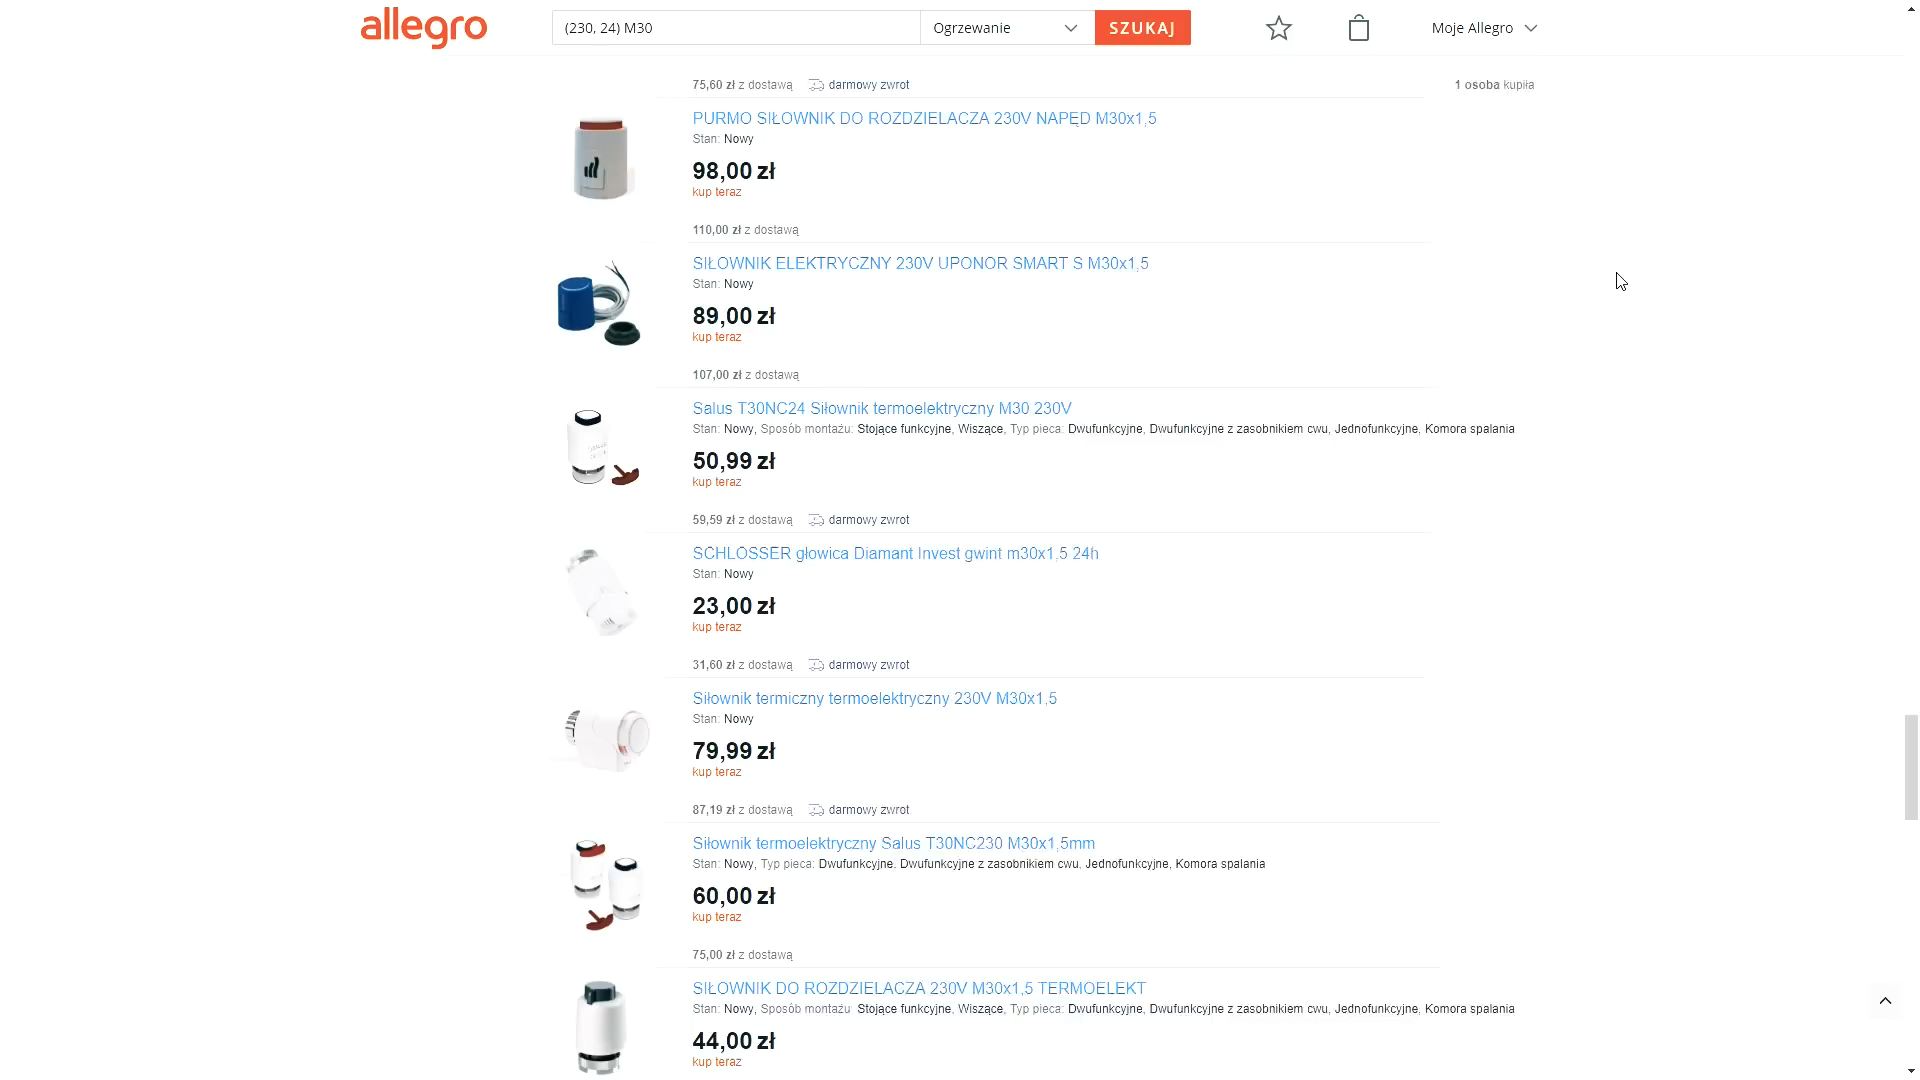 allegro
(230, 24) M30
Ogrzewanie
SZUKAJ
Moje Allegro
75,60 zł z dostawą darmowy zwrot
1 osoba kupiła
PURMO SIŁOWNIK DO ROZDZIELACZA 230V NAPĘD M30x1,5
Stan: Nowy
98,00 zł
kup teraz
110,00 zł z dostawą
SIŁOWNIK ELEKTRYCZNY 230V UPONOR SMART S M30x1,5
Stan: Nowy
89,00 zł
kup teraz
107,00 zł z dostawą
Salus T30NC24 Siłownik termoelektryczny M30 230V
Stan: Nowy, Sposób montażu: Stojące funkcyjne, Wiszące, Typ pieca: Dwufunkcyjne, Dwufunkcyjne z zasobnikiem cwu, Jednofunkcyjne, Komora spalania
50,99 zł
kup teraz
59,59 zł z dostawą darmowy zwrot
SCHLOSSER głowica Diamant Invest gwint m30x1,5 24h
Stan: Nowy
23,00 zł
kup teraz
31,60 zł z dostawą darmowy zwrot
Siłownik termiczny termoelektryczny 230V M30x1,5
Stan: Nowy
79,99 zł
kup teraz
87,19 zł z dostawą darmowy zwrot
Siłownik termoelektryczny Salus T30NC230 M30x1,5mm
Stan: Nowy, Typ pieca: Dwufunkcyjne, Dwufunkcyjne z zasobnikiem cwu, Jednofunkcyjne, Komora spalania
60,00 zł
kup teraz
75,00 zł z dostawą
SIŁOWNIK DO ROZDZIELACZA 230V M30x1,5 TERMOELEKT
Stan: Nowy, Sposób montażu: Stojące funkcyjne, Wiszące, Typ pieca: Dwufunkcyjne, Dwufunkcyjne z zasobnikiem cwu, Jednofunkcyjne, Komora spalania
44,00 zł
kup teraz